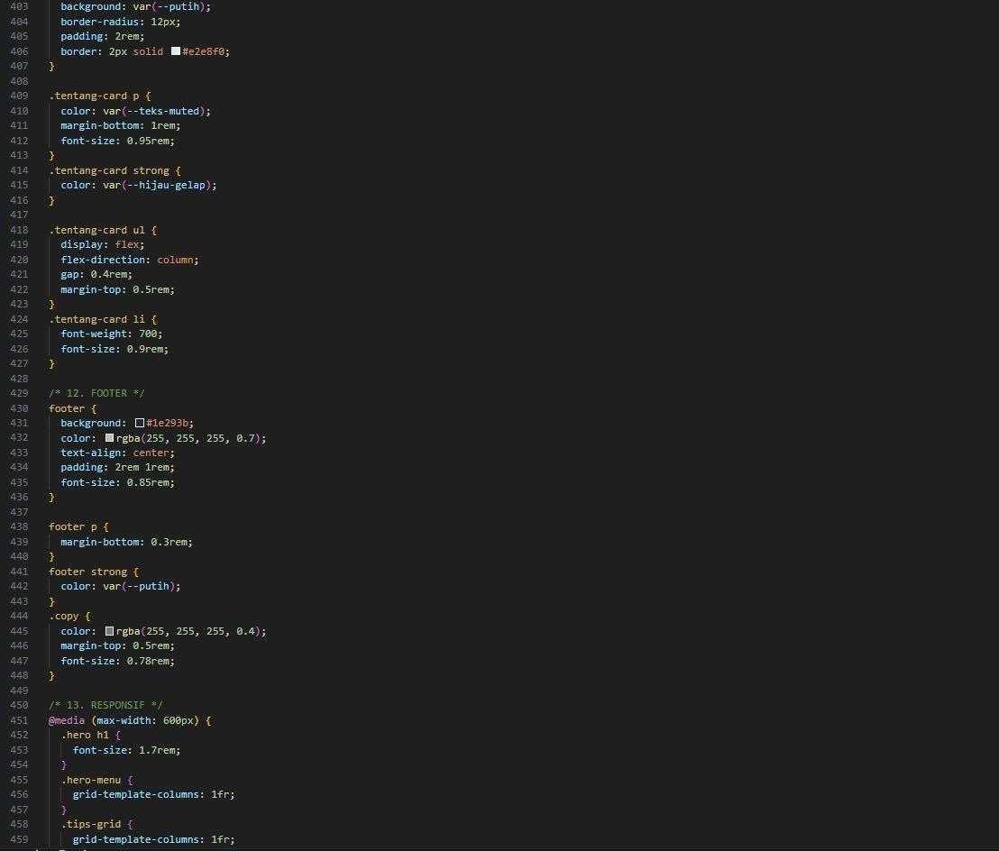 403 background: var(--putih);
404 border-radius: 12px;
405 padding: 2rem;
406 border: 2px solid #e2e8f0;
407 }
408
409 .tentang-card p {
410 color: var(--teks-muted);
411 margin-bottom: 1rem;
412 font-size: 0.95rem;
413 }
414 .tentang-card strong {
415 color: var(--hijau-gelap);
416 }
417
418 .tentang-card ul {
419 display: flex;
420 flex-direction: column;
421 gap: 0.4rem;
422 margin-top: 0.5rem;
423 }
424 .tentang-card li {
425 font-weight: 700;
426 font-size: 0.9rem;
427 }
428
429 /* 12. FOOTER */
430 footer {
431 background: #1e293b;
432 color: rgba(255, 255, 255, 0.7);
433 text-align: center;
434 padding: 2rem 1rem;
435 font-size: 0.85rem;
436 }
437
438 footer p {
439 margin-bottom: 0.3rem;
440 }
441 footer strong {
442 color: var(--putih);
443 }
444 .copy {
445 color: rgba(255, 255, 255, 0.4);
446 margin-top: 0.5rem;
447 font-size: 0.78rem;
448 }
449
450 /* 13. RESPONSIF */
451 @media (max-width: 600px) {
452 .hero h1 {
453 font-size: 1.7rem;
454 }
455 .hero-menu {
456 grid-template-columns: 1fr;
457 }
458 .tips-grid {
459 grid-template-columns: 1fr;